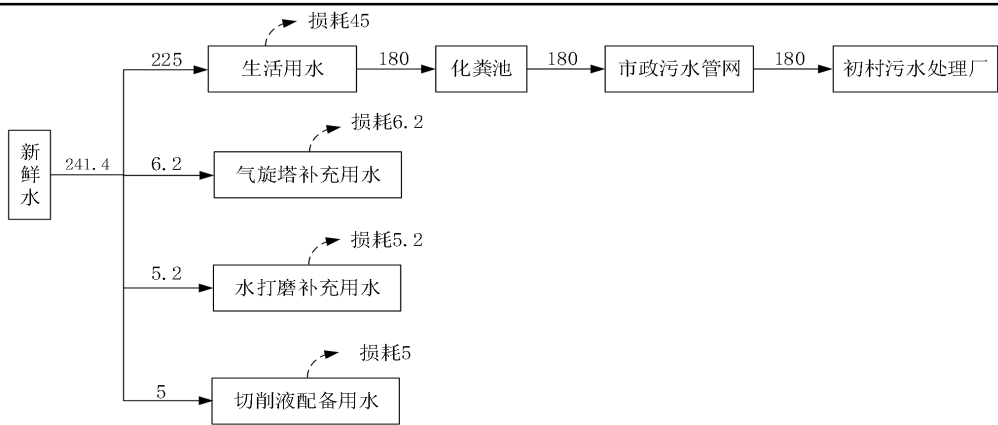 损耗45
225
生活用水
180
化粪池
180
市政污水管网
180
初村污水处理厂
新鲜水
241.4
损耗6.2
6.2
气旋塔补充用水
损耗5.2
5.2
水打磨补充用水
损耗5
5
切削液配备用水